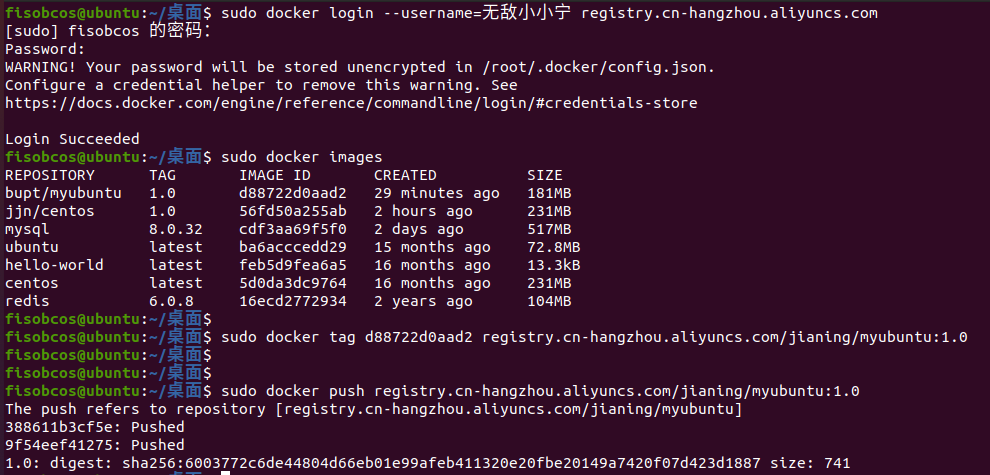 fisobcos@ubuntu:~/桌面$ sudo docker login --username=无敌小小宁 registry.cn-hangzhou.aliyuncs.com
[sudo] fisobcos 的密码：
Password:
WARNING! Your password will be stored unencrypted in /root/.docker/config.json.
Configure a credential helper to remove this warning. See
https://docs.docker.com/engine/reference/commandline/login/#credentials-store
Login Succeeded
fisobcos@ubuntu:~/桌面$ sudo docker images
REPOSITORY TAG IMAGE ID CREATED SIZE
bupt/myubuntu 1.0 d88722d0aad2 29 minutes ago 181MB
jjn/centos 1.0 56fd50a255ab 2 hours ago 231MB
mysql 8.0.32 cdf3aa69f5f0 2 days ago 517MB
ubuntu latest ba6acccedd29 15 months ago 72.8MB
hello-world latest feb5d9fea6a5 16 months ago 13.3kB
centos latest 5d0da3dc9764 16 months ago 231MB
redis 6.0.8 16ecd2772934 2 years ago 104MB
fisobcos@ubuntu:~/桌面$
fisobcos@ubuntu:~/桌面$ sudo docker tag d88722d0aad2 registry.cn-hangzhou.aliyuncs.com/jianing/myubuntu:1.0
fisobcos@ubuntu:~/桌面$
fisobcos@ubuntu:~/桌面$
fisobcos@ubuntu:~/桌面$ sudo docker push registry.cn-hangzhou.aliyuncs.com/jianing/myubuntu:1.0
The push refers to repository [registry.cn-hangzhou.aliyuncs.com/jianing/myubuntu]
388611b3cf5e: Pushed
9f54eef41275: Pushed
1.0: digest: sha256:6003772c6de44804d66eb01e99afeb411320e20fbe20149a7420f07d423d1887 size: 741
fisobcos@ubuntu:~/桌面$